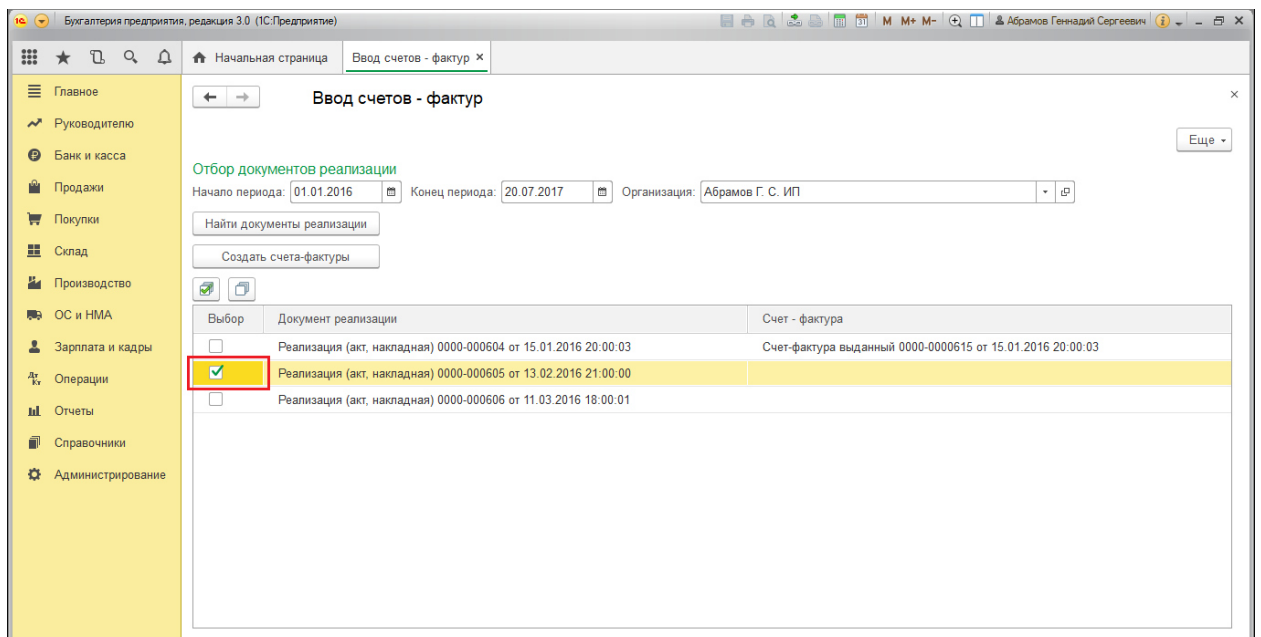 1С Бухгалтерия предприятия, редакция 3.0 (1С:Предприятие) 31 M M+ M- Абрамов Геннадий Сергеевич i
Начальная страница Ввод счетов - фактур ×
Главное
Руководителю
Банк и касса
Продажи
Покупки
Склад
Производство
ОС и НМА
Зарплата и кадры
Дт Кт Операции
Отчеты
Справочники
Администрирование
Ввод счетов - фактур
Еще
Отбор документов реализации
Начало периода: 01.01.2016 Конец периода: 20.07.2017 Организация: Абрамов Г. С. ИП
Найти документы реализации
Создать счета-фактуры
Выбор Документ реализации Счет - фактура
Реализация (акт, накладная) 0000-000604 от 15.01.2016 20:00:03 Счет-фактура выданный 0000-0000615 от 15.01.2016 20:00:03
Реализация (акт, накладная) 0000-000605 от 13.02.2016 21:00:00
Реализация (акт, накладная) 0000-000606 от 11.03.2016 18:00:01